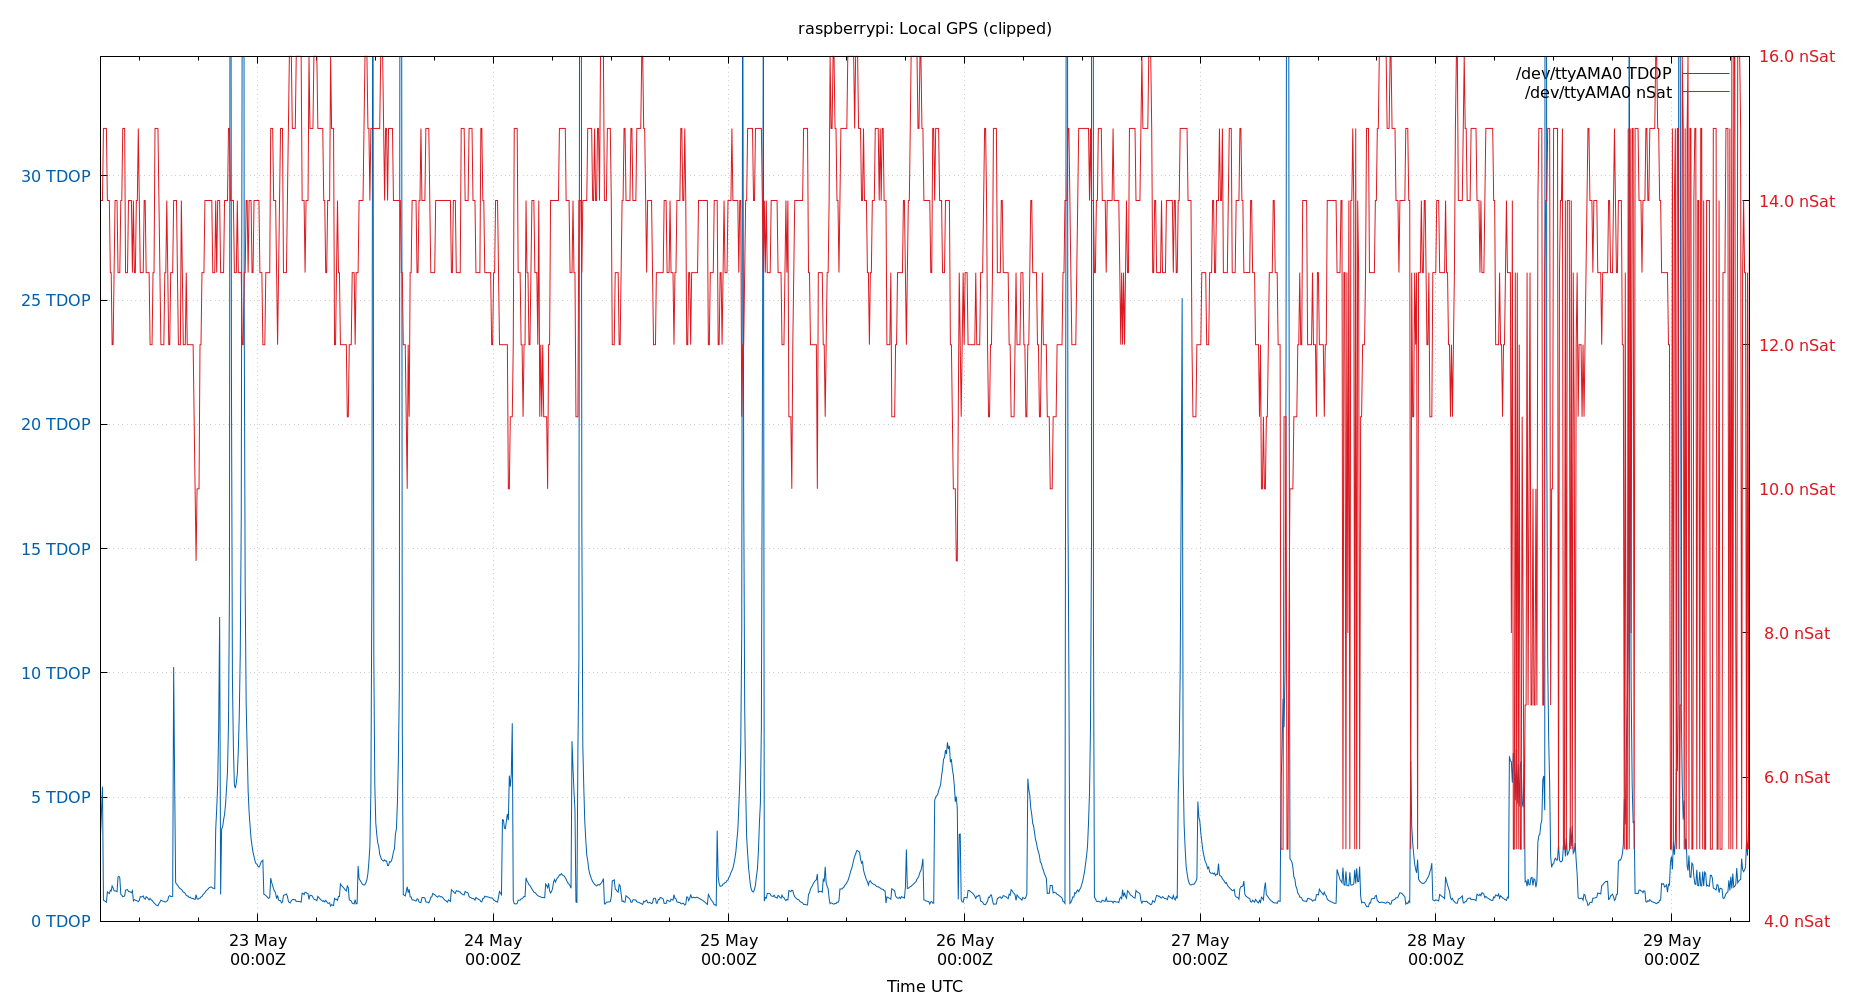 raspberrypi: Local GPS (clipped)
/dev/ttyAMA0 TDOP
/dev/ttyAMA0 nSat
30 TDOP
25 TDOP
20 TDOP
15 TDOP
10 TDOP
5 TDOP
0 TDOP
16.0 nSat
14.0 nSat
12.0 nSat
10.0 nSat
8.0 nSat
6.0 nSat
4.0 nSat
23 May
00:00Z
24 May
00:00Z
25 May
00:00Z
26 May
00:00Z
27 May
00:00Z
28 May
00:00Z
29 May
00:00Z
Time UTC